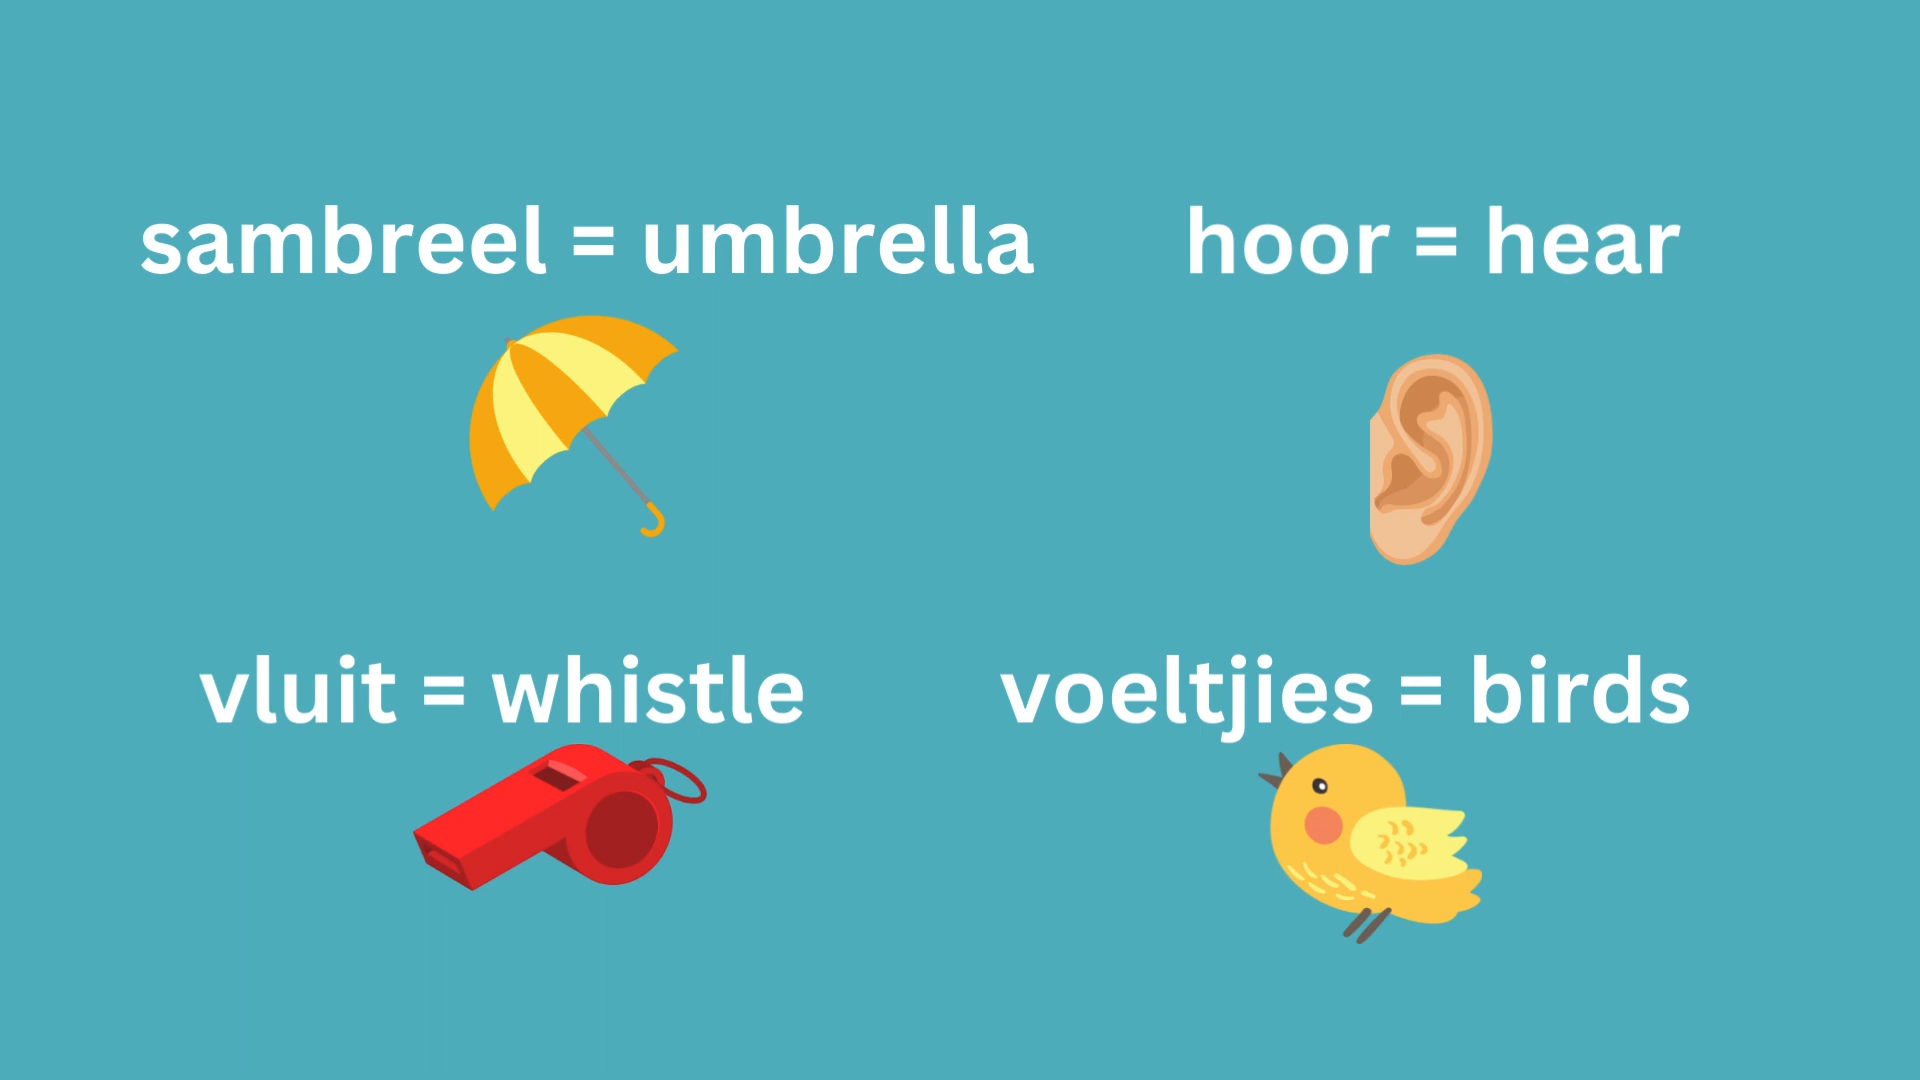 sambreel = umbrella
hoor = hear
vluit = whistle
voeltjies = birds